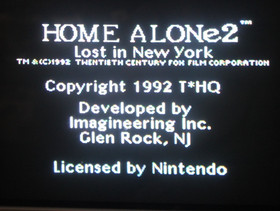 HOME ALONe2™
Lost in New York
TM &(C)1992 TWENTIETH CENTURY FOX FILM CORPORATION
Copyright 1992 T*HQ
Developed by
Imagineering Inc.
Glen Rock, NJ
Licensed by Nintendo